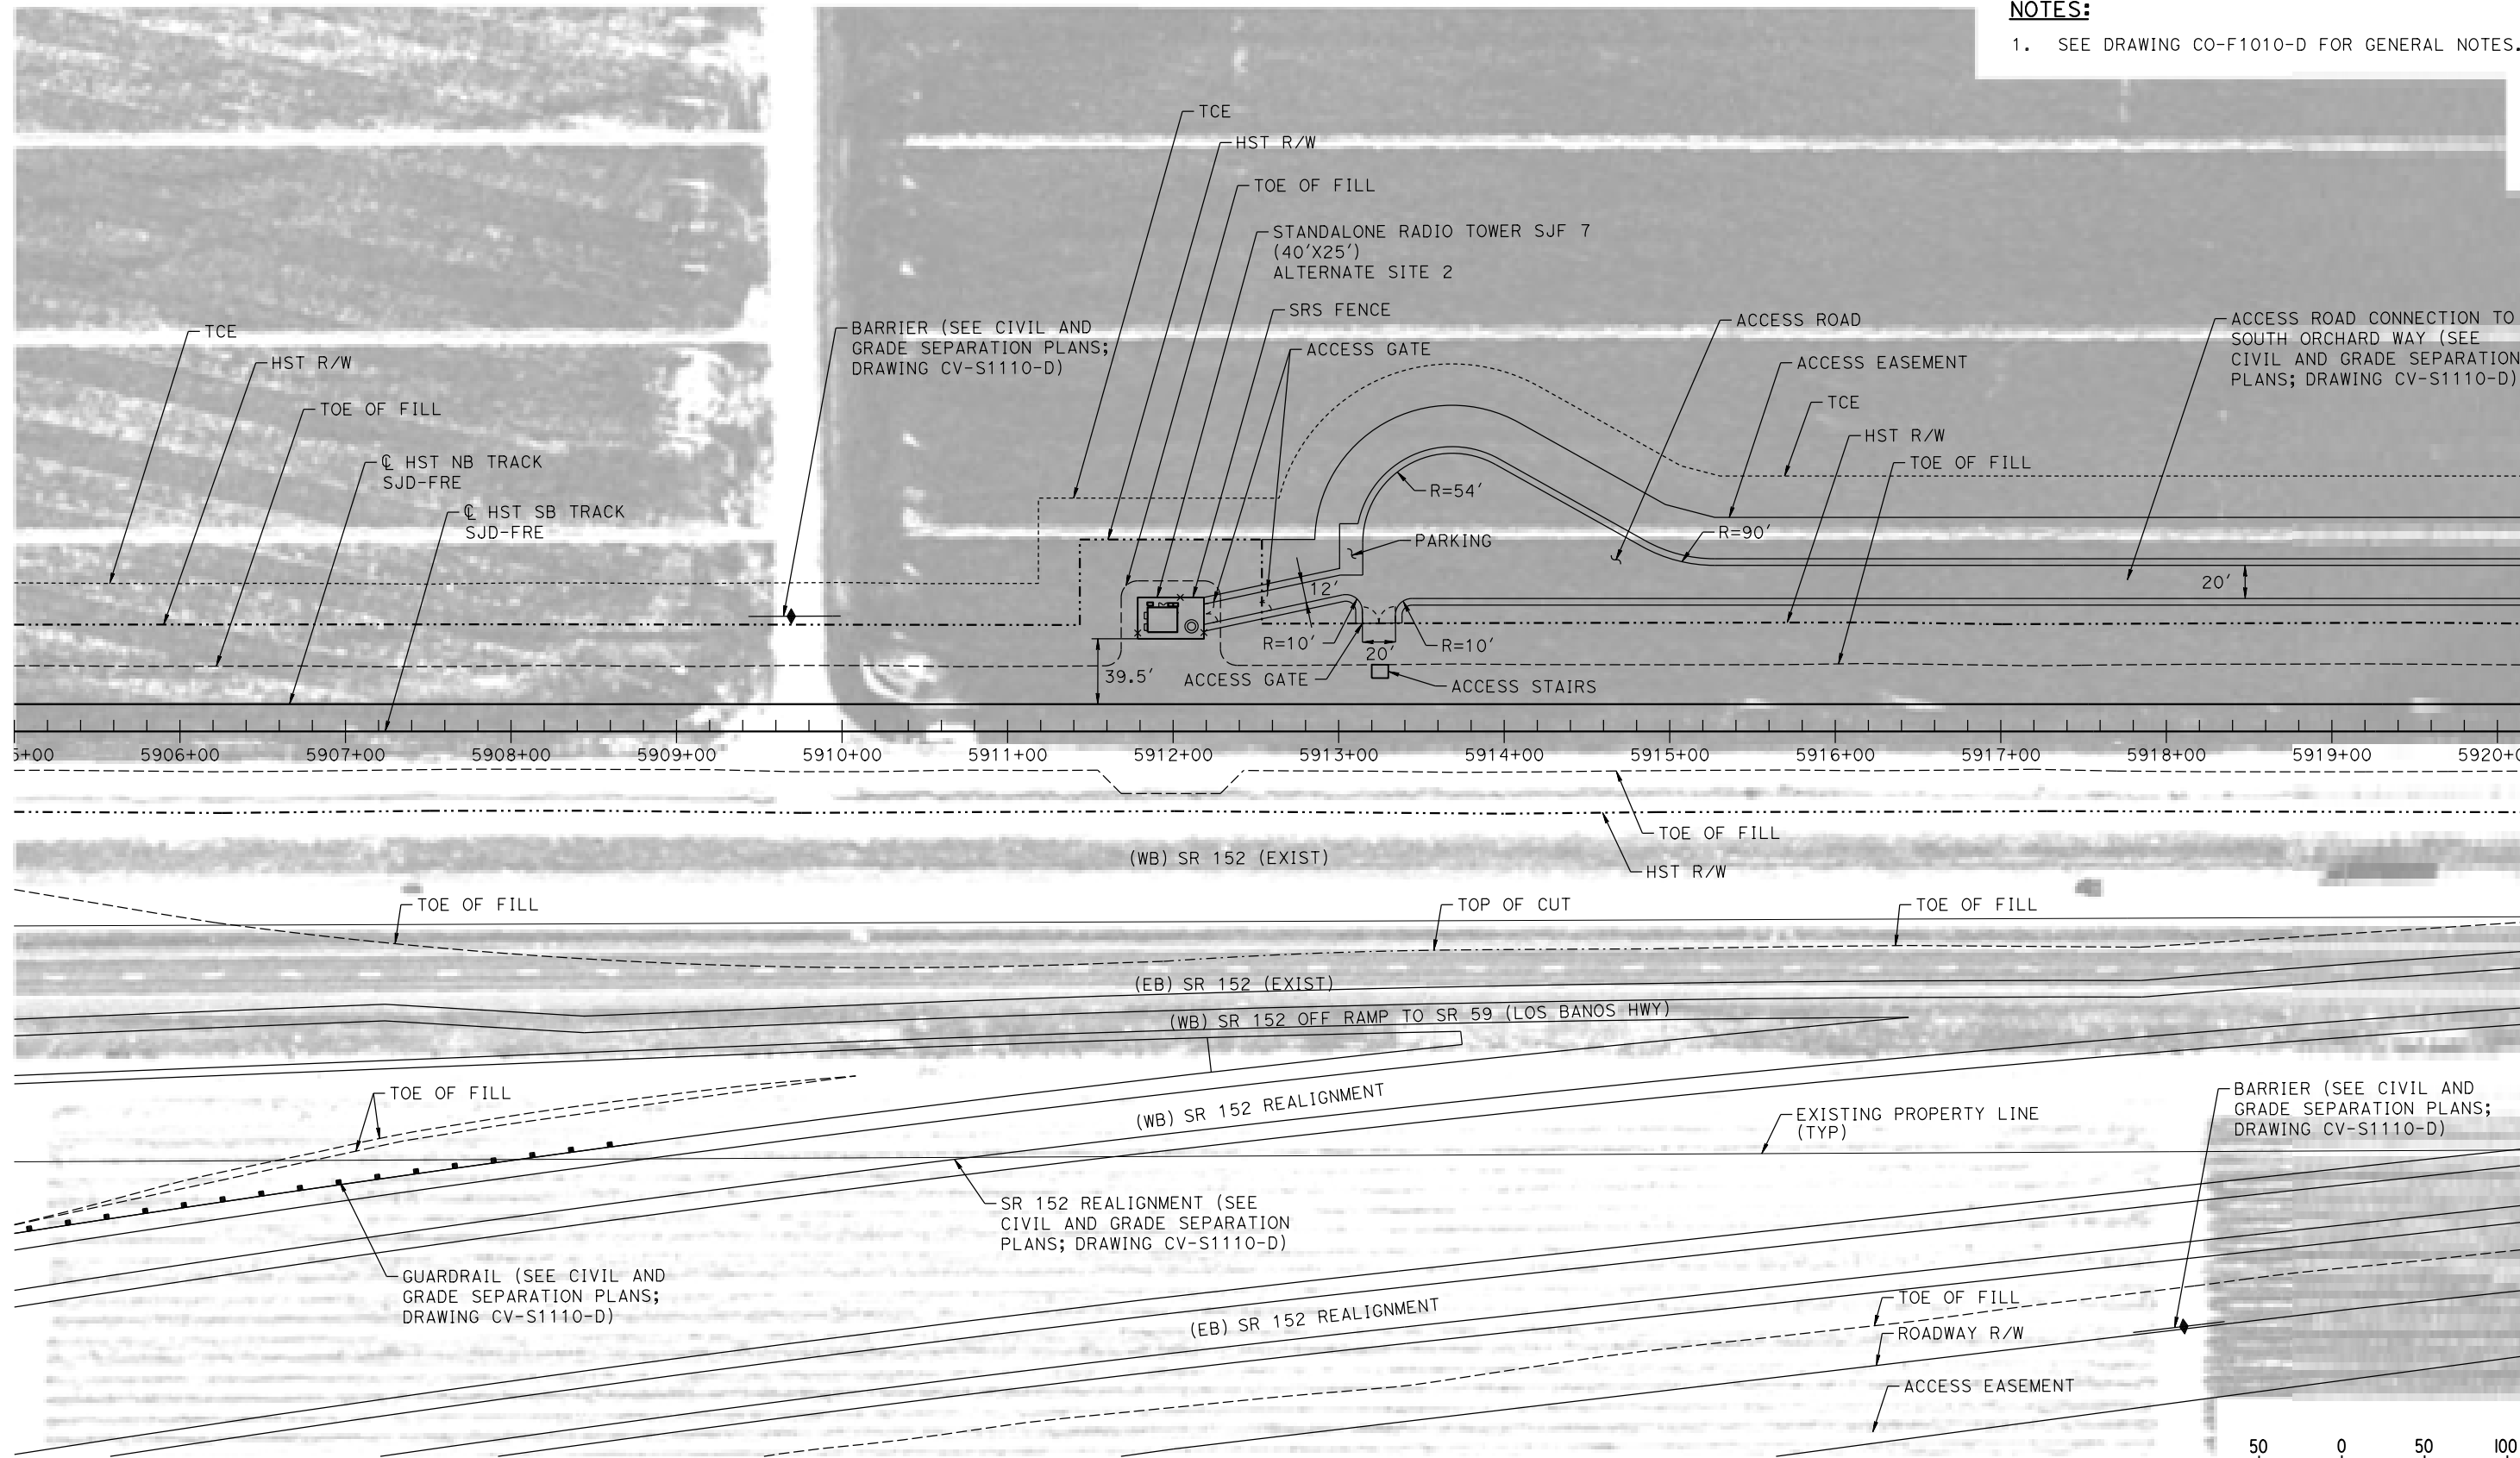 NOTES:
1. SEE DRAWING CO-F1010-D FOR GENERAL NOTES.
TCE
HST R/W
TOE OF FILL
STANDALONE RADIO TOWER SJF 7
(40'X25')
ALTERNATE SITE 2
SRS FENCE
ACCESS GATE
BARRIER (SEE CIVIL AND
GRADE SEPARATION PLANS;
DRAWING CV-S1110-D)
ACCESS ROAD
ACCESS EASEMENT
TCE
HST R/W
TOE OF FILL
ACCESS ROAD CONNECTION TO
SOUTH ORCHARD WAY (SEE
CIVIL AND GRADE SEPARATION
PLANS; DRAWING CV-S1110-D)
TCE
HST R/W
TOE OF FILL
℄ HST NB TRACK
SJD-FRE
℄ HST SB TRACK
SJD-FRE
R=54'
R=90'
PARKING
12'
20'
R=10'
20'
R=10'
39.5'
ACCESS GATE
ACCESS STAIRS
5+00
5906+00
5907+00
5908+00
5909+00
5910+00
5911+00
5912+00
5913+00
5914+00
5915+00
5916+00
5917+00
5918+00
5919+00
5920+0
TOE OF FILL
HST R/W
(WB) SR 152 (EXIST)
TOE OF FILL
TOP OF CUT
TOE OF FILL
(EB) SR 152 (EXIST)
(WB) SR 152 OFF RAMP TO SR 59 (LOS BANOS HWY)
TOE OF FILL
(WB) SR 152 REALIGNMENT
EXISTING PROPERTY LINE
(TYP)
BARRIER (SEE CIVIL AND
GRADE SEPARATION PLANS;
DRAWING CV-S1110-D)
SR 152 REALIGNMENT (SEE
CIVIL AND GRADE SEPARATION
PLANS; DRAWING CV-S1110-D)
GUARDRAIL (SEE CIVIL AND
GRADE SEPARATION PLANS;
DRAWING CV-S1110-D)
(EB) SR 152 REALIGNMENT
TOE OF FILL
ROADWAY R/W
ACCESS EASEMENT
50 0 50 100